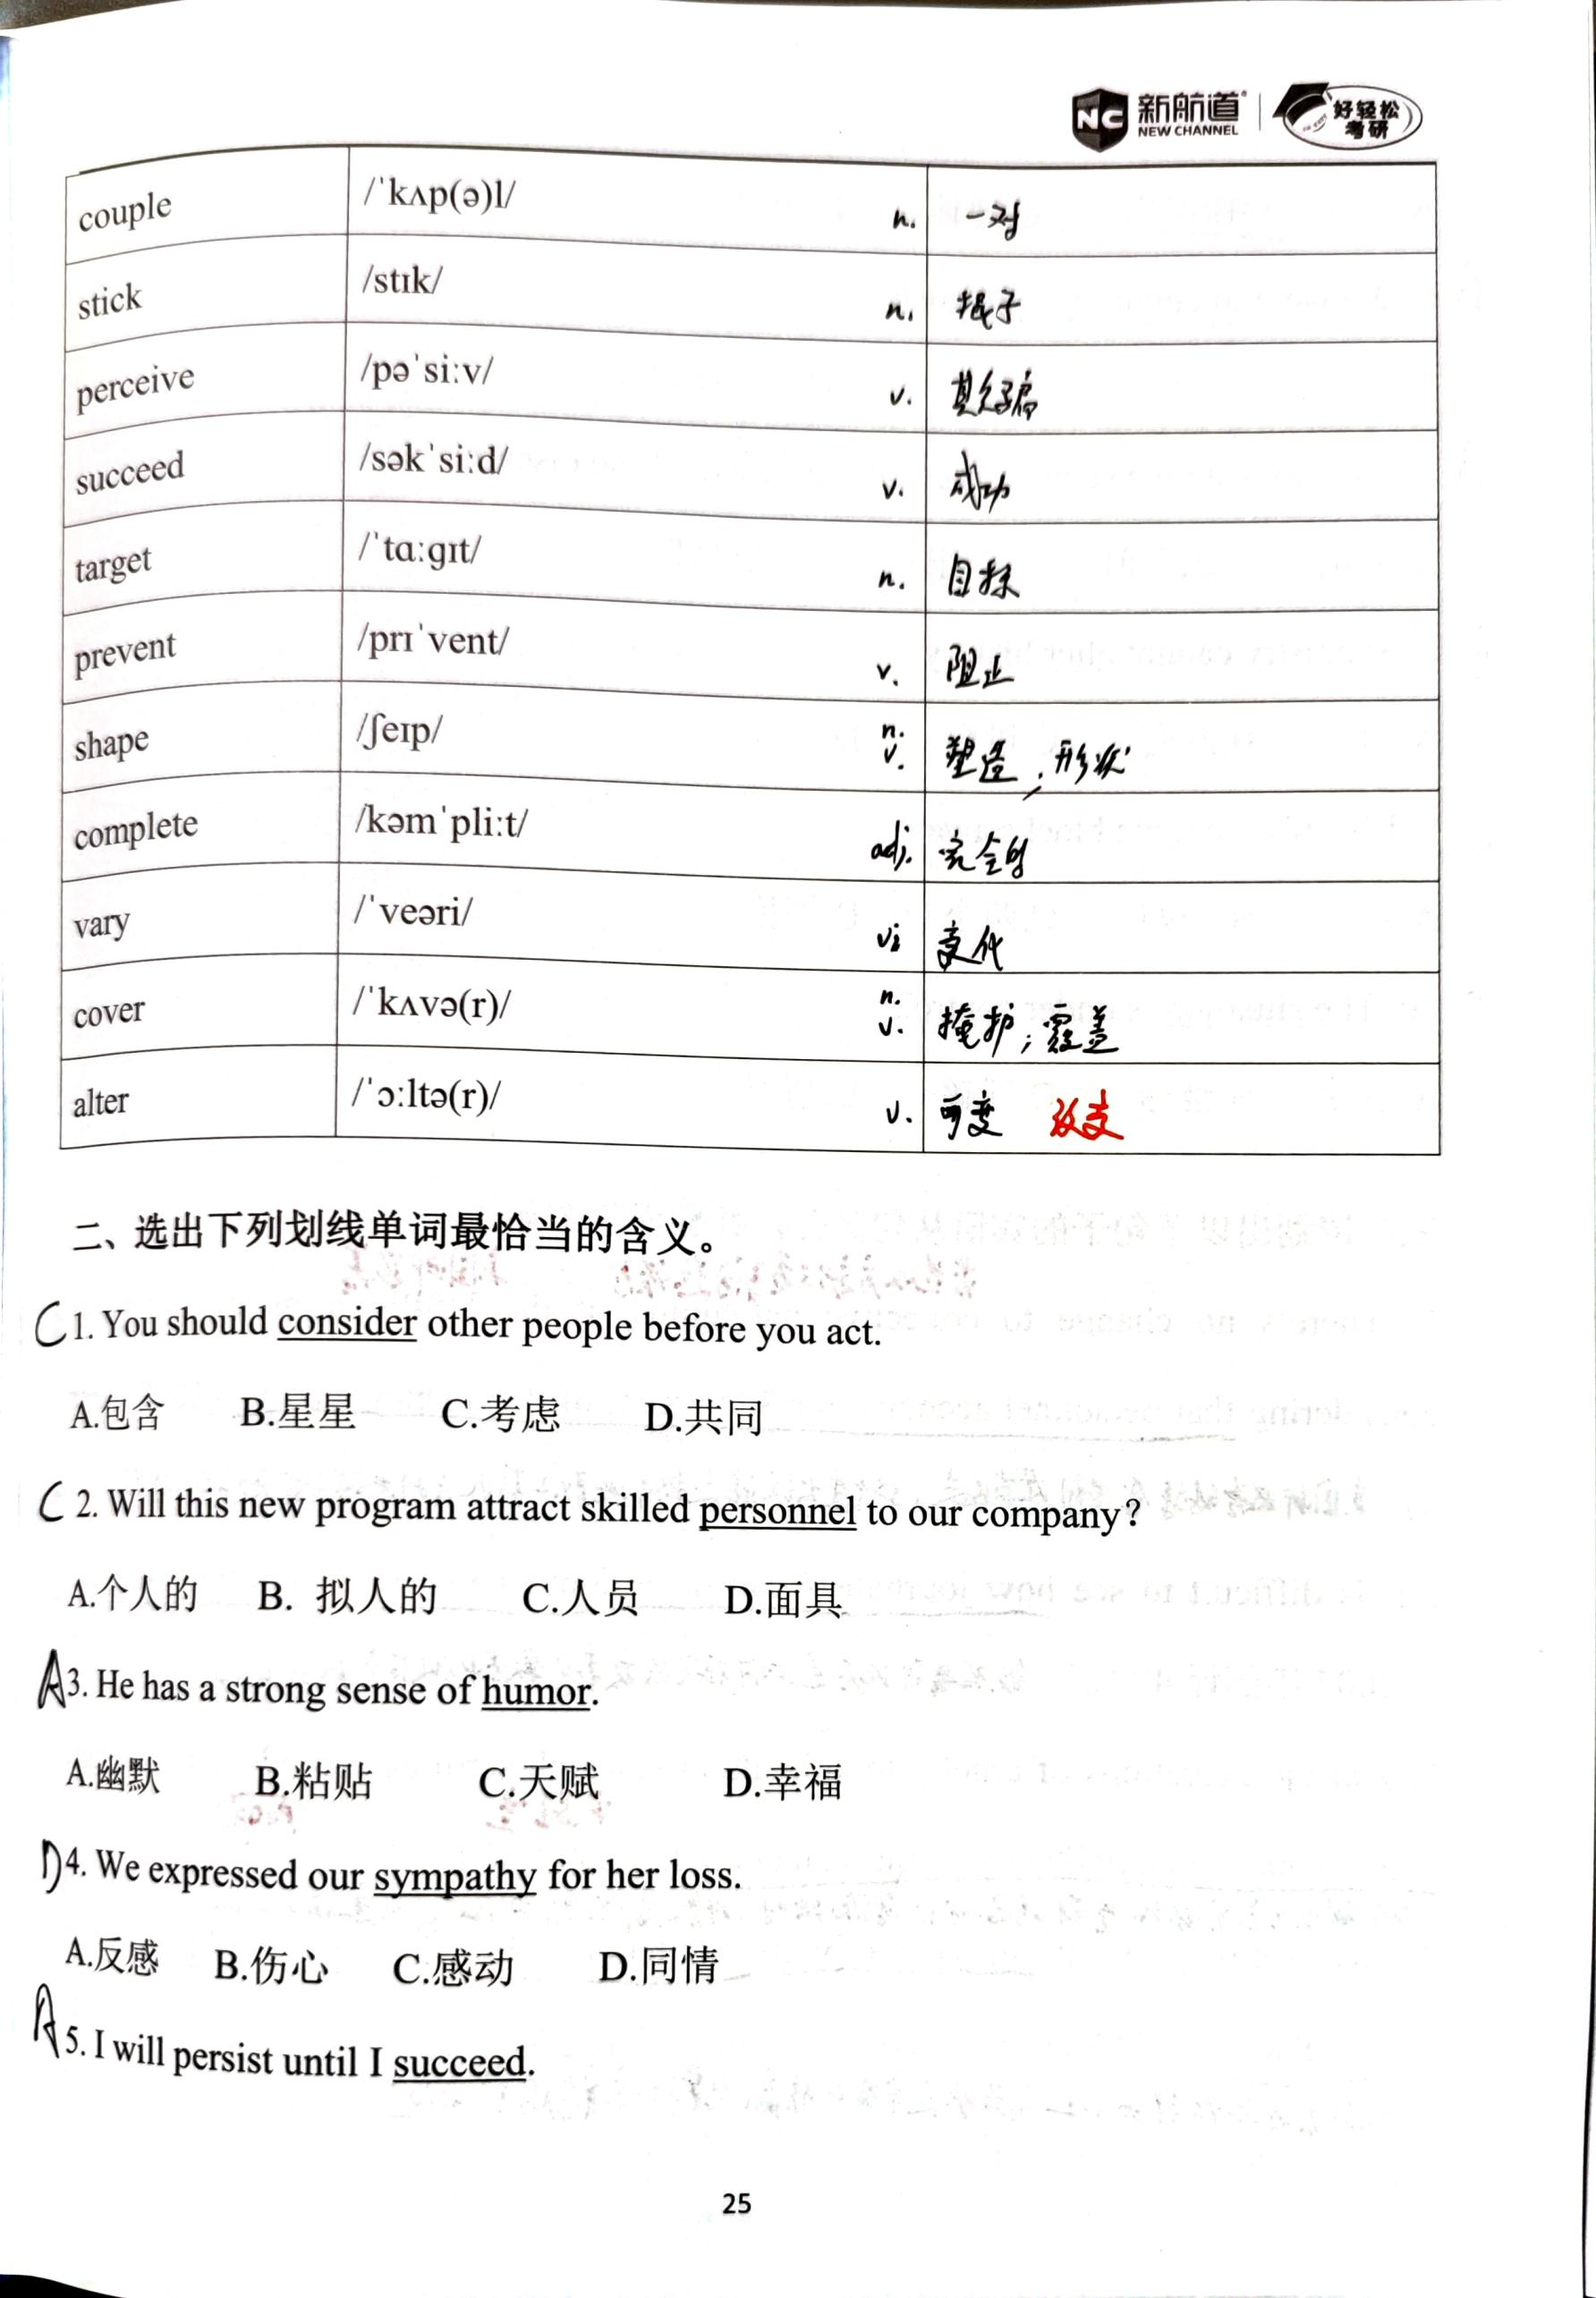 NC 新航道 NEW CHANNEL 好轻松考研
couple /ˈkʌp(ə)l/ n. 一对
stick /stɪk/ n. 棍子
perceive /pəˈsiːv/ v.
succeed /səkˈsiːd/ v. 成功
target /ˈtɑːɡɪt/ n. 目标
prevent /prɪˈvent/ v. 阻止
shape /ʃeɪp/ n. v. 塑造,形状
complete /kəmˈpliːt/ adj. 完全的
vary /ˈveəri/ vi 变化
cover /ˈkʌvə(r)/ n. v. 掩护;覆盖
alter /ˈɔːltə(r)/ v. 可变 改变
二、选出下列划线单词最恰当的含义。
C 1. You should consider other people before you act.
A.包含 B.星星 C.考虑 D.共同
C 2. Will this new program attract skilled personnel to our company?
A.个人的 B. 拟人的 C.人员 D.面具
A 3. He has a strong sense of humor.
A.幽默 B.粘贴 C.天赋 D.幸福
D 4. We expressed our sympathy for her loss.
A.反感 B.伤心 C.感动 D.同情
A 5. I will persist until I succeed.
25